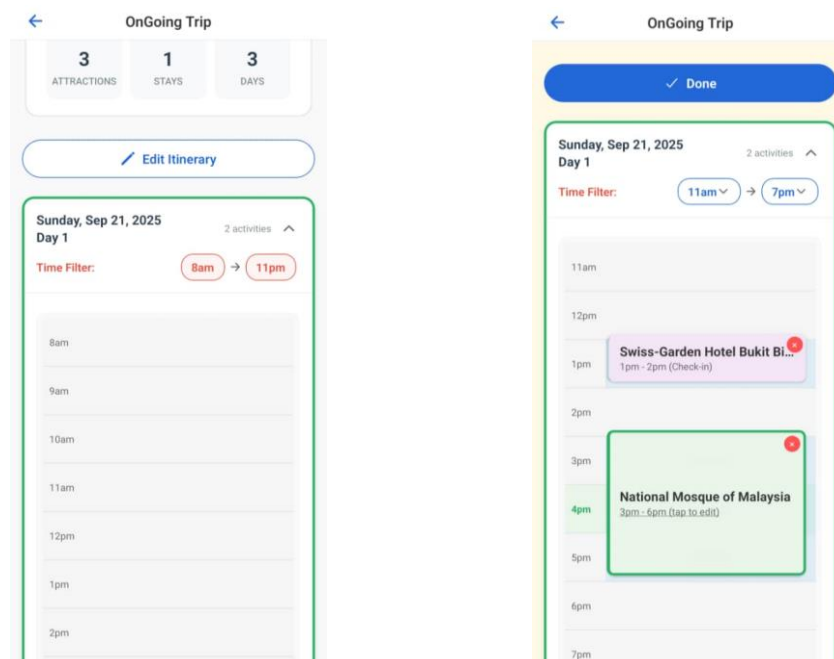 OnGoing Trip
3 1 3
ATTRACTIONS STAYS DAYS
Edit Itinerary
Sunday, Sep 21, 2025
Day 1
2 activities
Time Filter:
8am → 11pm
8am
9am
10am
11am
12pm
1pm
2pm
OnGoing Trip
✓ Done
Sunday, Sep 21, 2025
Day 1
2 activities
Time Filter:
11am → 7pm
11am
12pm
Swiss-Garden Hotel Bukit Bi...
1pm
1pm - 2pm (Check-in)
2pm
3pm
National Mosque of Malaysia
4pm
3pm - 6pm (tap to edit)
5pm
6pm
7pm